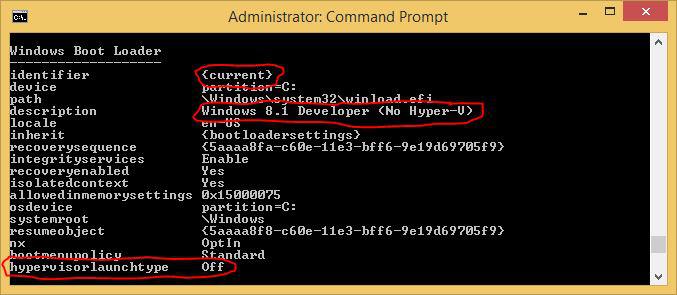 Administrator: Command Prompt
Windows Boot Loader
-------------------
identifier {current}
device partition=C:
path \Windows\system32\winload.efi
description Windows 8.1 Developer (No Hyper-V)
locale en-US
inherit {bootloadersettings}
recoverysequence {5aaaa8fa-c60e-11e3-bff6-9e19d69705f9}
integrityservices Enable
recoveryenabled Yes
isolatedcontext Yes
allowedinmemorysettings 0x15000075
osdevice partition=C:
systemroot \Windows
resumeobject {5aaaa8f8-c60e-11e3-bff6-9e19d69705f9}
nx OptIn
bootmenupolicy Standard
hypervisorlaunchtype Off